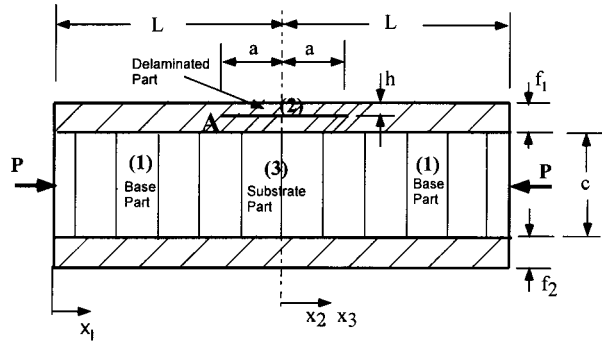 L L
a a
Delaminated
Part
h
f1
(2)
A
(1) (3) (1)
P Base Substrate Base P
Part Part Part
c
f2
x1
x2 x3